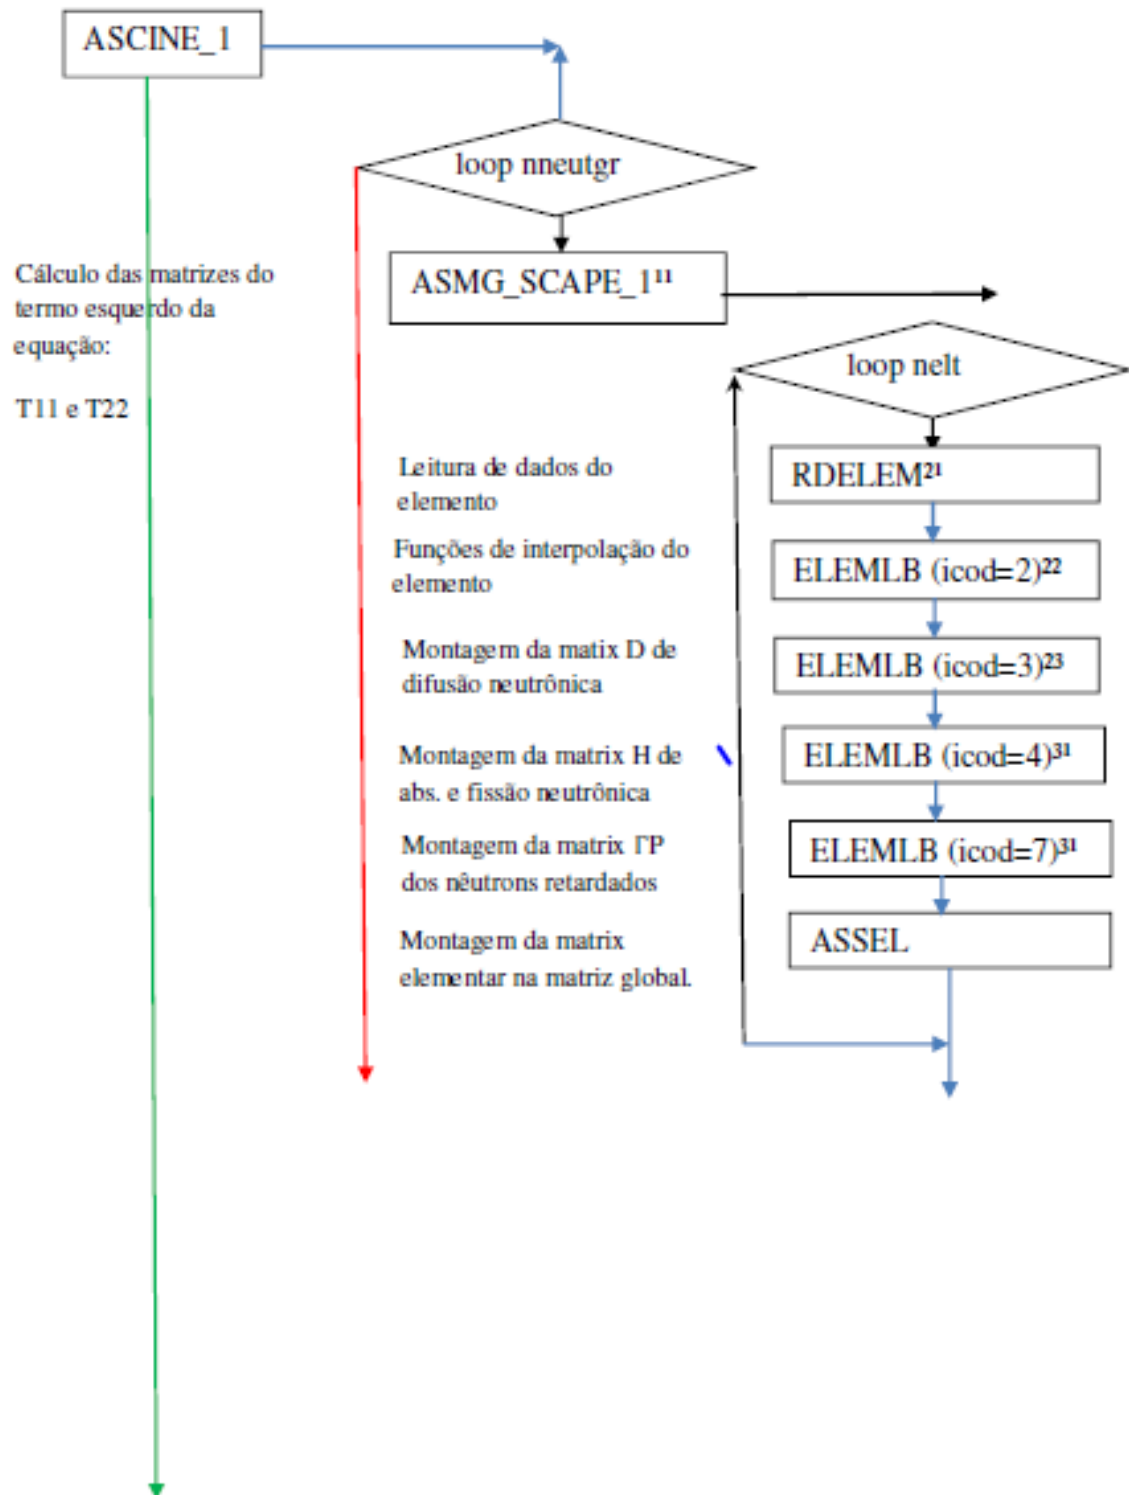 ASCINE_1
loop nneutgr
Cálculo das matrizes do
termo esquerdo da
equação:
T11 e T22
ASMG_SCAPE_1¹¹
loop nelt
Leitura de dados do
elemento
RDELEM²¹
Funções de interpolação do
elemento
ELEMLB (icod=2)²²
Montagem da matix D de
difusão neutrônica
ELEMLB (icod=3)²³
Montagem da matrix H de
abs. e fissão neutrônica
ELEMLB (icod=4)³¹
Montagem da matrix ΓP
dos nêutrons retardados
ELEMLB (icod=7)³¹
Montagem da matrix
elementar na matriz global.
ASSEL